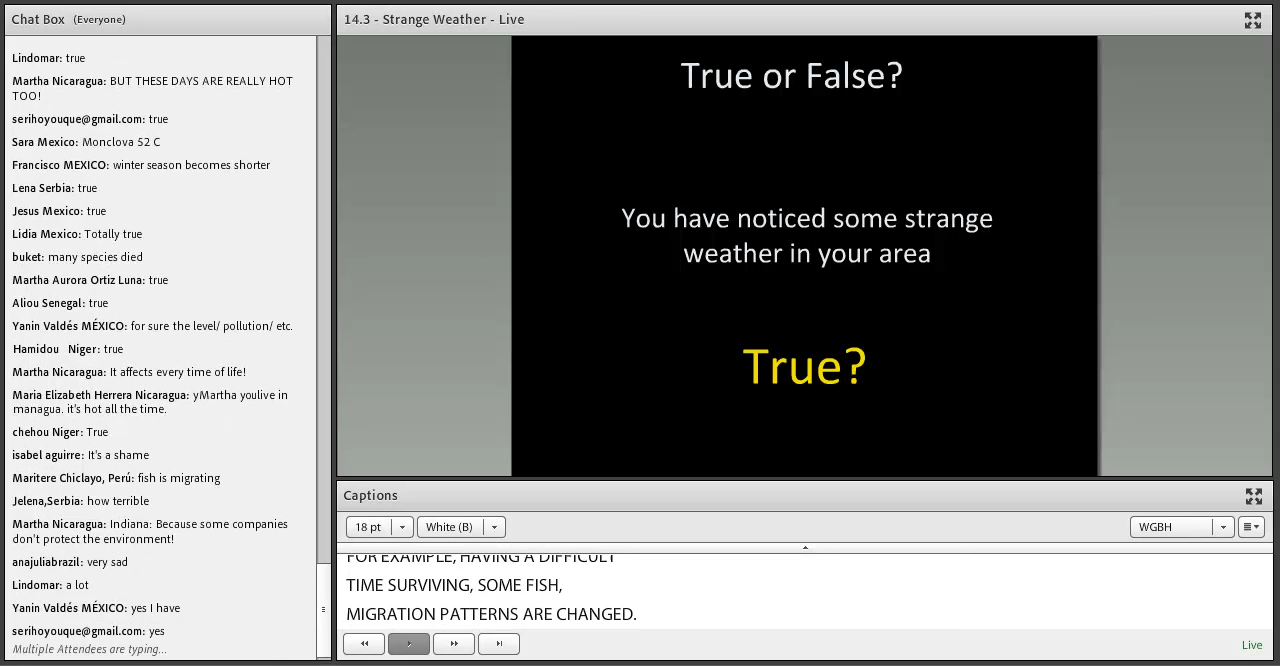 Chat Box (Everyone)
Lindomar: true
Martha Nicaragua: BUT THESE DAYS ARE REALLY HOT
TOO!
serihoyouque@gmail.com: true
Sara Mexico: Monclova 52 C
Francisco MEXICO: winter season becomes shorter
Lena Serbia: true
Jesus Mexico: true
Lidia Mexico: Totally true
buket: many species died
Martha Aurora Ortiz Luna: true
Aliou Senegal: true
Yanin Valdés MÉXICO: for sure the level/ pollution/ etc.
Hamidou Niger: true
Martha Nicaragua: It affects every time of life!
Maria Elizabeth Herrera Nicaragua: yMartha youlive in
managua. it's hot all the time.
chehou Niger: True
isabel aguirre: It's a shame
Maritere Chiclayo, Perú: fish is migrating
Jelena,Serbia: how terrible
Martha Nicaragua: Indiana: Because some companies
don't protect the environment!
anajuliabrazil: very sad
Lindomar: a lot
Yanin Valdés MÉXICO: yes I have
serihoyouque@gmail.com: yes
Multiple Attendees are typing...
14.3 - Strange Weather - Live
True or False?
You have noticed some strange
weather in your area
True?
Captions
18 pt
White (B)
WGBH
FOR EXAMPLE, HAVING A DIFFICULT
TIME SURVIVING, SOME FISH,
MIGRATION PATTERNS ARE CHANGED.
Live